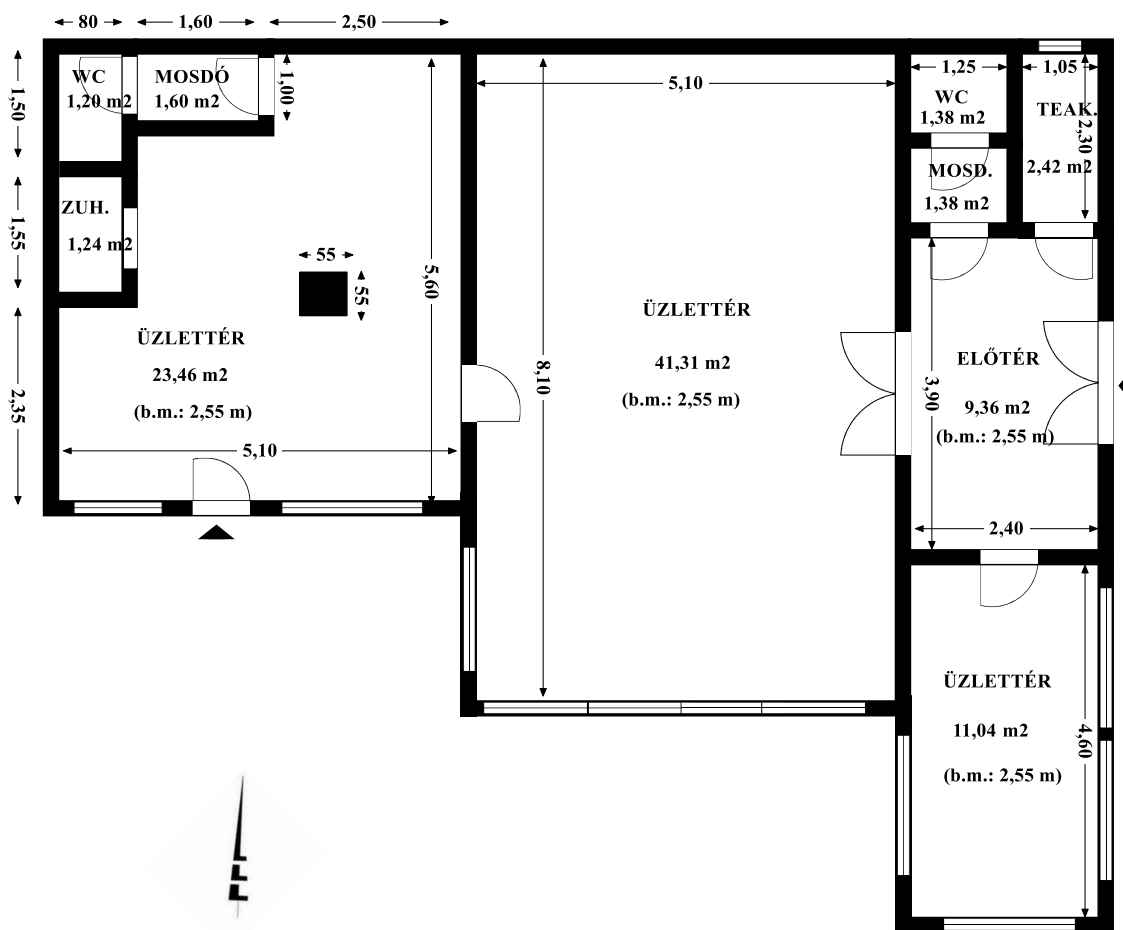 80
1,60
2,50
WC
1,20 m2
MOSDÓ
1,60 m2
1,00
1,50
5,10
1,25
WC
1,38 m2
1,05
TEAK.
2,30
2,42 m2
MOSD.
1,38 m2
ZUH.
1,24 m2
1,55
55
55
5,60
ÜZLETTÉR
23,46 m2
(b.m.: 2,55 m)
2,35
5,10
ÜZLETTÉR
41,31 m2
(b.m.: 2,55 m)
8,10
ELŐTÉR
9,36 m2
(b.m.: 2,55 m)
3,90
2,40
ÜZLETTÉR
11,04 m2
(b.m.: 2,55 m)
4,60